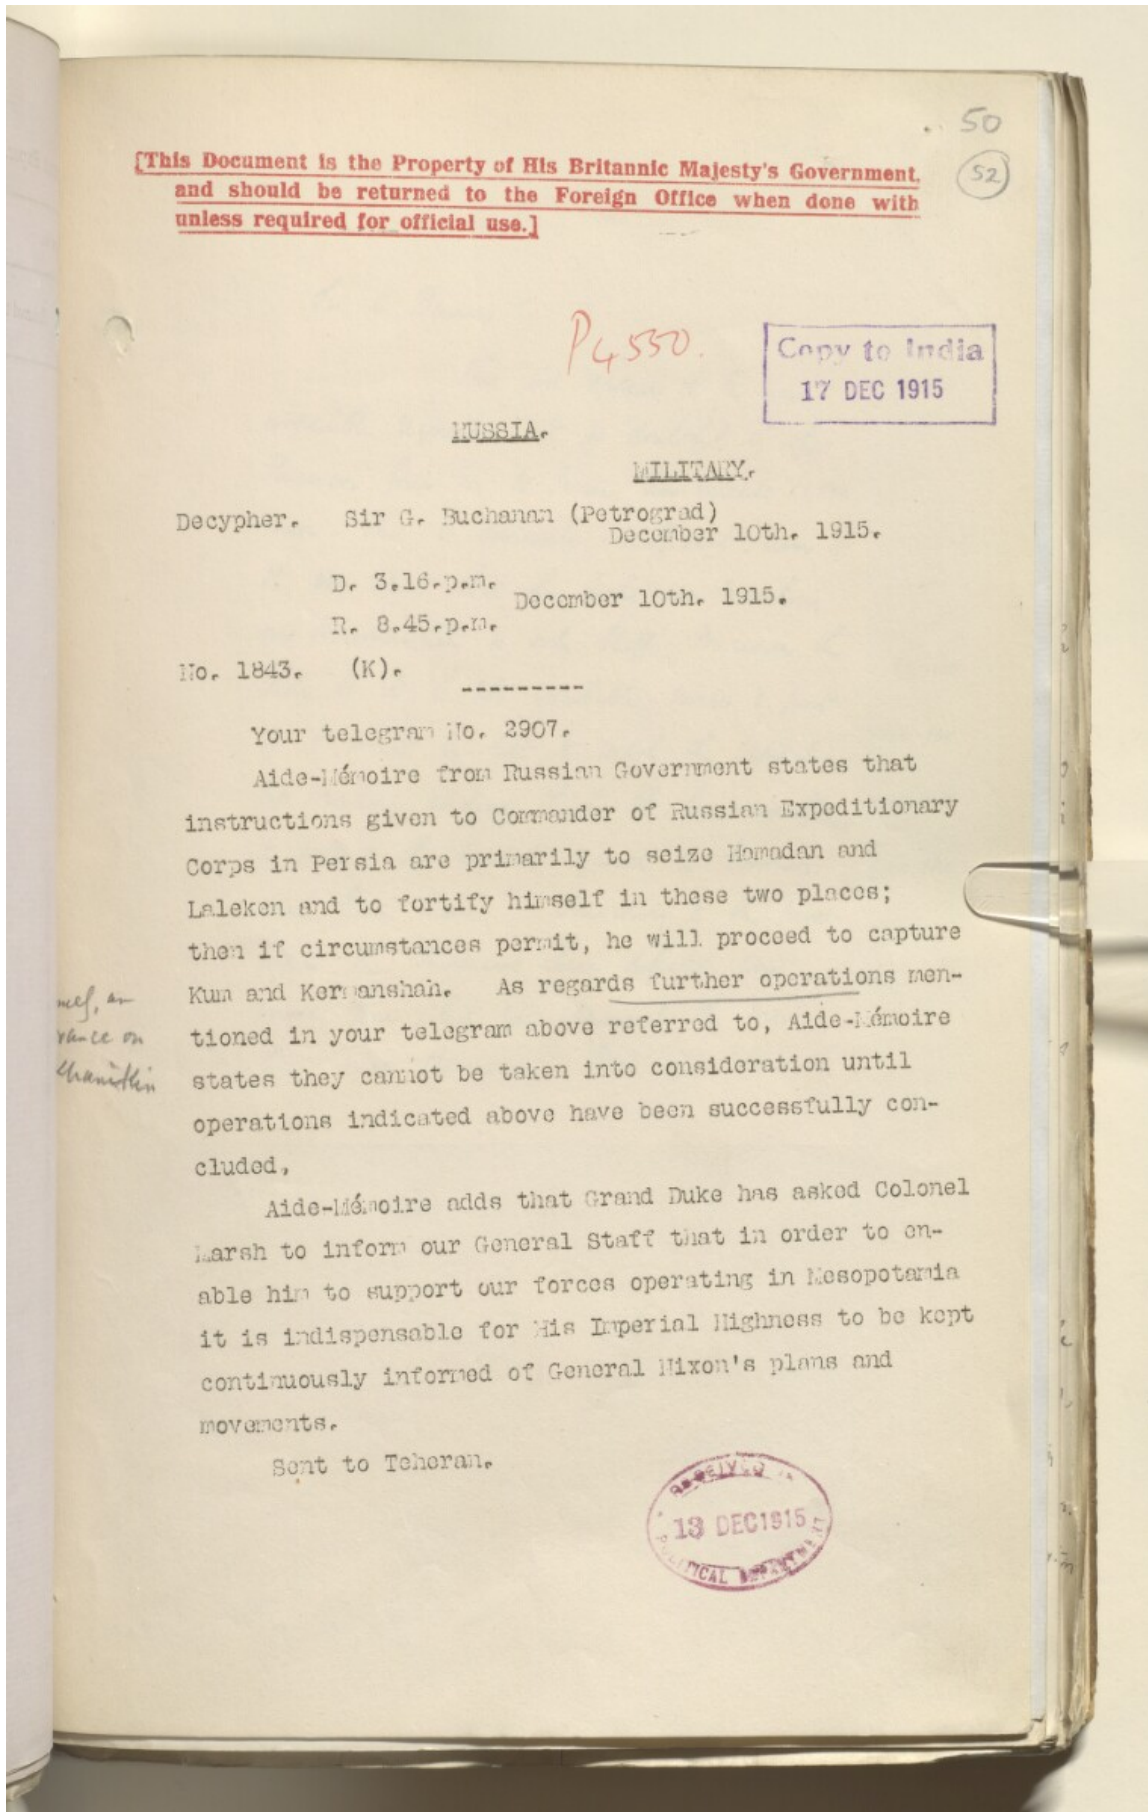 50
52
[This Document is the Property of His Britannic Majesty's Government,
and should be returned to the Foreign Office when done with
unless required for official use.]
P 4550.
Copy to India
17 DEC 1915
RUSSIA.
MILITARY.
Decypher. Sir G. Buchanan (Petrograd)
December 10th. 1915.
D. 3.16.p.m.
December 10th. 1915.
R. 8.45.p.m.
No. 1843. (K).
---------
Your telegram No. 2907.
Aide-Mémoire from Russian Government states that
instructions given to Commander of Russian Expeditionary
Corps in Persia are primarily to seize Hamadan and
Laleken and to fortify himself in these two places;
then if circumstances permit, he will proceed to capture
Kum and Kermanshah. As regards further operations men-
tioned in your telegram above referred to, Aide-Mémoire
states they cannot be taken into consideration until
operations indicated above have been successfully con-
cluded,
Aide-Mémoire adds that Grand Duke has asked Colonel
Marsh to inform our General Staff that in order to en-
able him to support our forces operating in Mesopotamia
it is indispensable for His Imperial Highness to be kept
continuously informed of General Nixon's plans and
movements.
Sent to Teheran.
RECEIVED IN
13 DEC 1915
POLITICAL DEPARTMENT